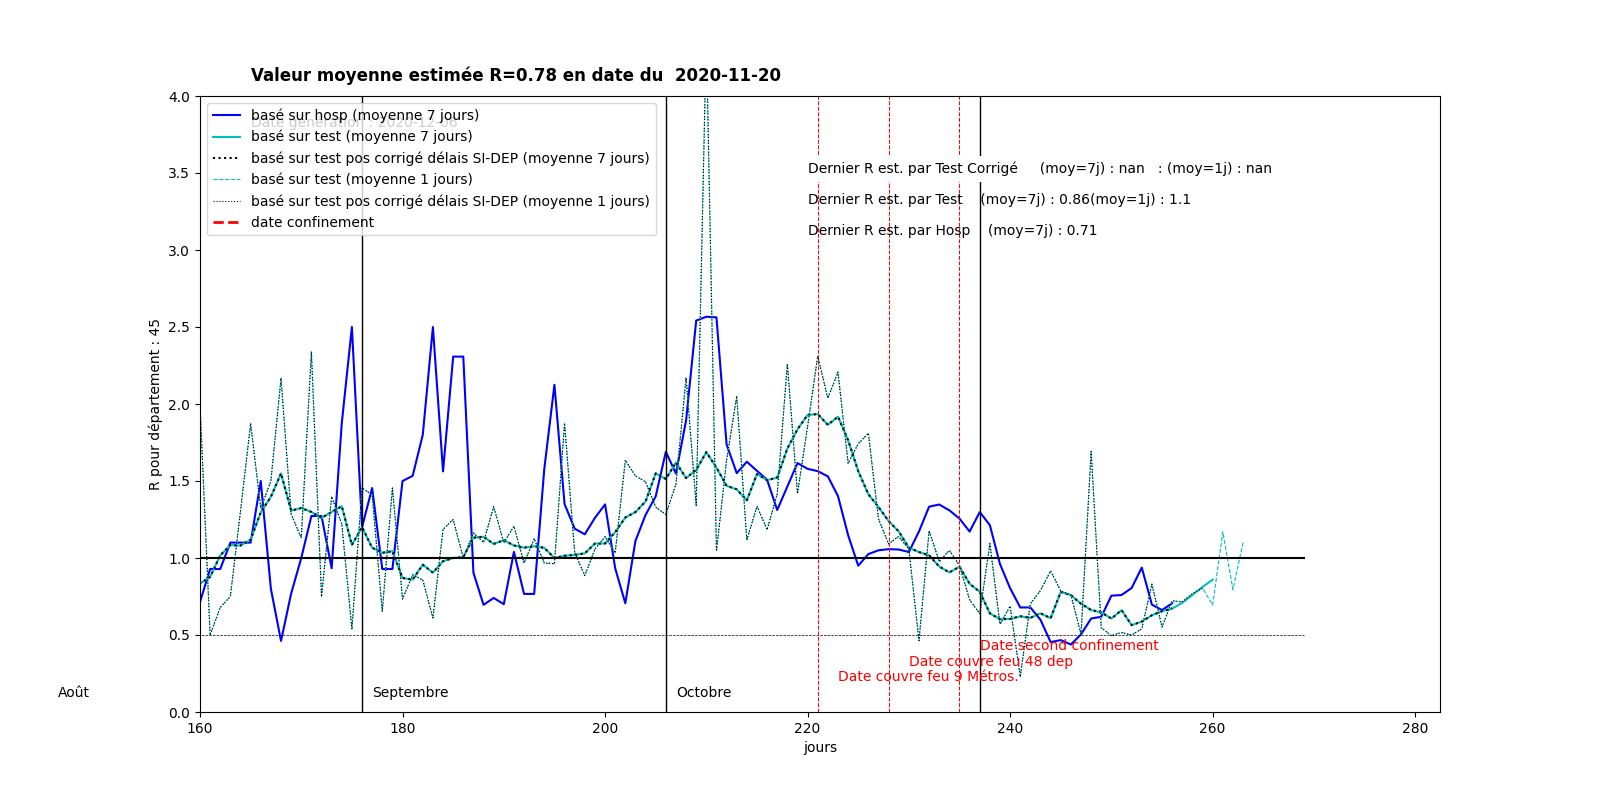 Valeur moyenne estimée R=0.78 en date du  2020-11-20
Date génération : 2020-12-06
basé sur hosp (moyenne 7 jours)
basé sur test (moyenne 7 jours)
basé sur test pos corrigé délais SI-DEP (moyenne 7 jours)
basé sur test (moyenne 1 jours)
basé sur test pos corrigé délais SI-DEP (moyenne 1 jours)
date confinement
Dernier R est. par Test Corrigé     (moy=7j) : nan   : (moy=1j) : nan
Dernier R est. par Test    (moy=7j) : 0.86(moy=1j) : 1.1
Dernier R est. par Hosp    (moy=7j) : 0.71
R pour département : 45
4.0
3.5
3.0
2.5
2.0
1.5
1.0
0.5
0.0
Date second confinement
Date couvre feu 48 dep
Date couvre feu 9 Métros.
Août
Septembre
Octobre
160 180 200 220 240 260 280
jours